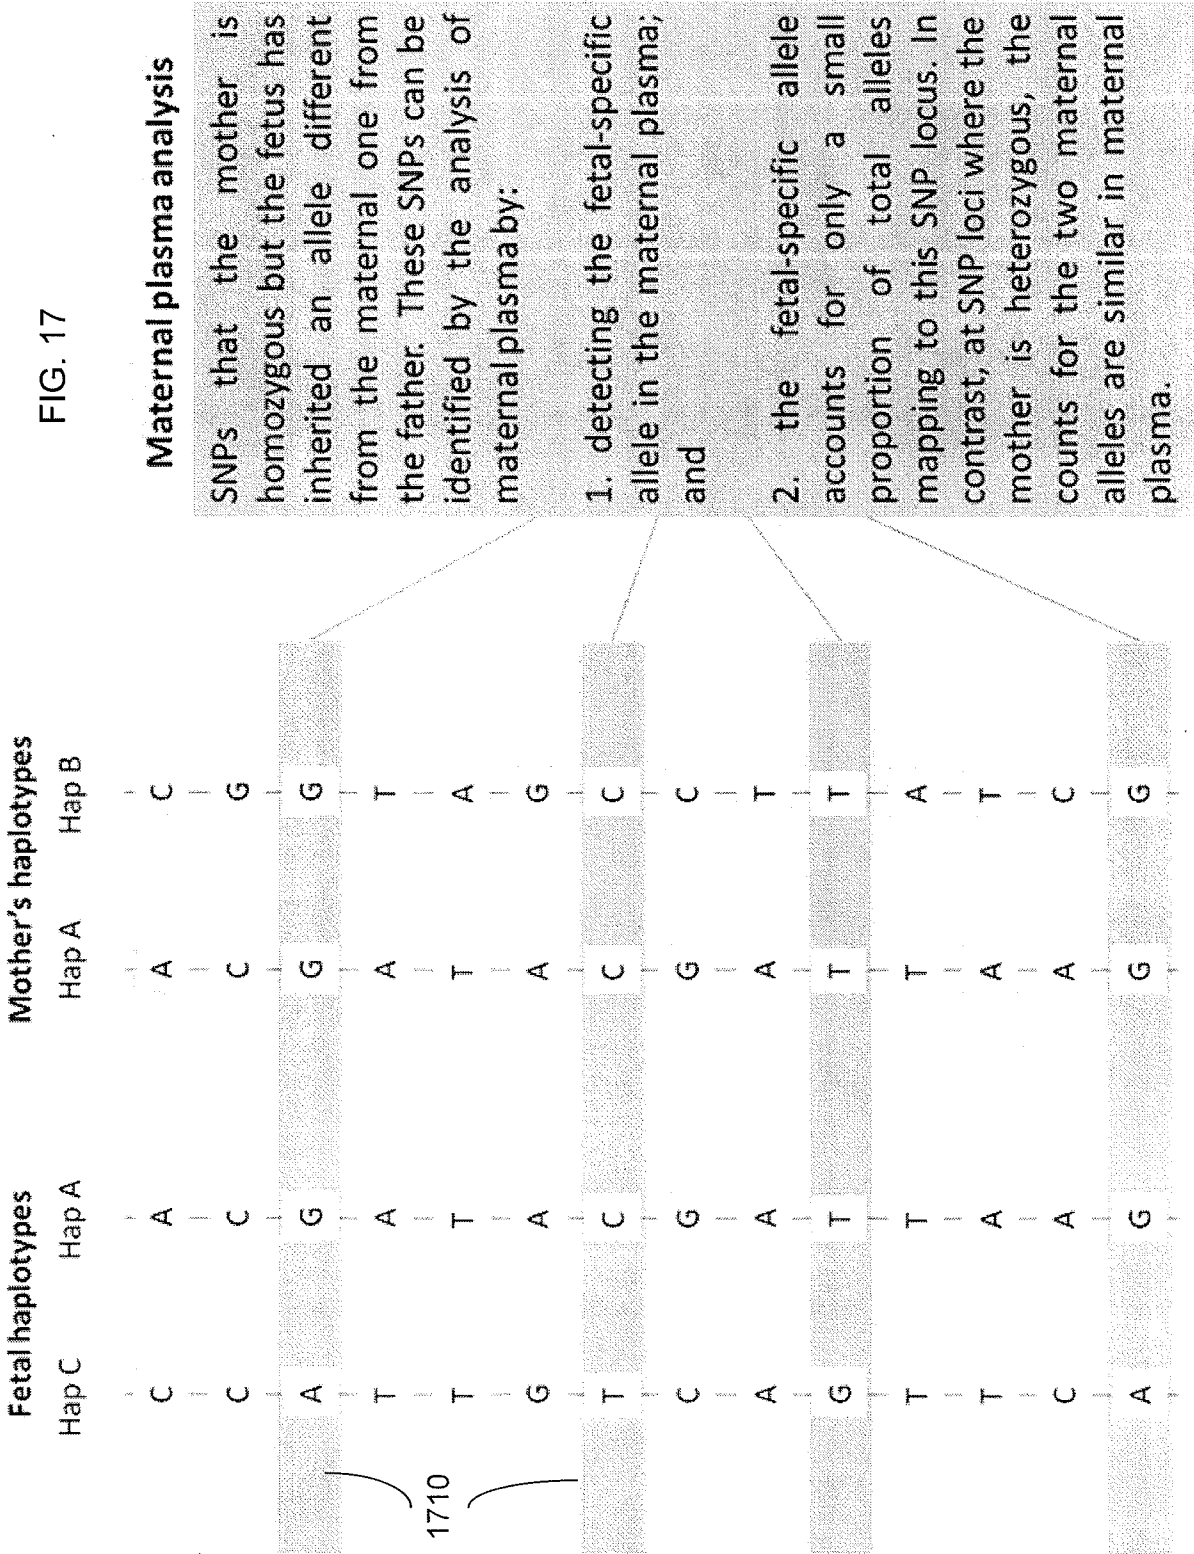 FIG. 17
Fetal haplotypes
Mother's haplotypes
Hap C Hap A Hap A Hap B
C A A C
C C C G
A G G G
T A A T
T T T A
1710
G A A G
T C C C
C G G C
A A A T
G T T T
T T T A
T A A T
C A A C
A G G G
Maternal plasma analysis
SNPs that the mother is
homozygous but the fetus has
inherited an allele different
from the maternal one from
the father. These SNPs can be
identified by the analysis of
maternal plasma by:
1. detecting the fetal-specific
allele in the maternal plasma;
and
2. the fetal-specific allele
accounts for only a small
proportion of total alleles
mapping to this SNP locus. In
contrast, at SNP loci where the
mother is heterozygous, the
counts for the two maternal
alleles are similar in maternal
plasma.